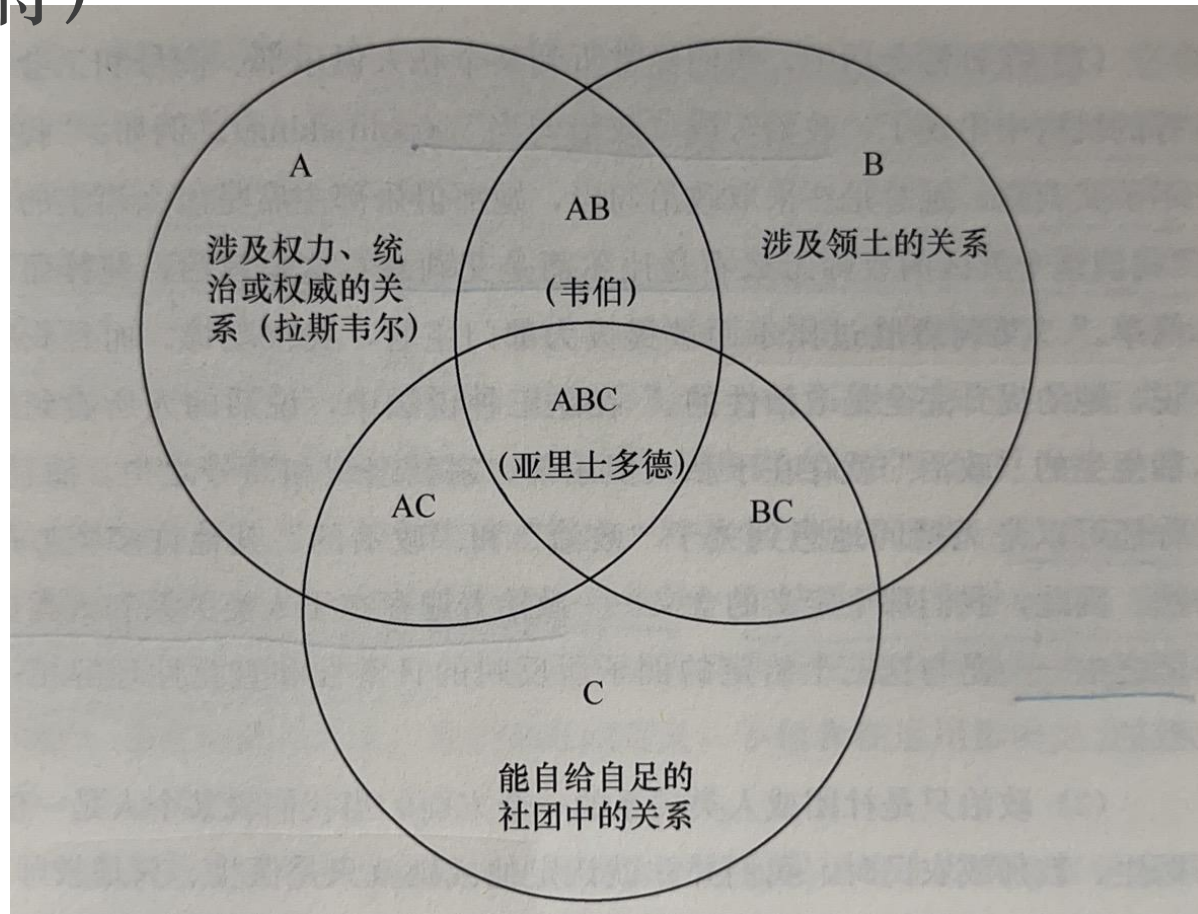 A
涉及权力、统
治或权威的关
系（拉斯韦尔）
AB
（韦伯）
B
涉及领土的关系
ABC
（亚里士多德）
AC
BC
C
能自给自足的
社团中的关系